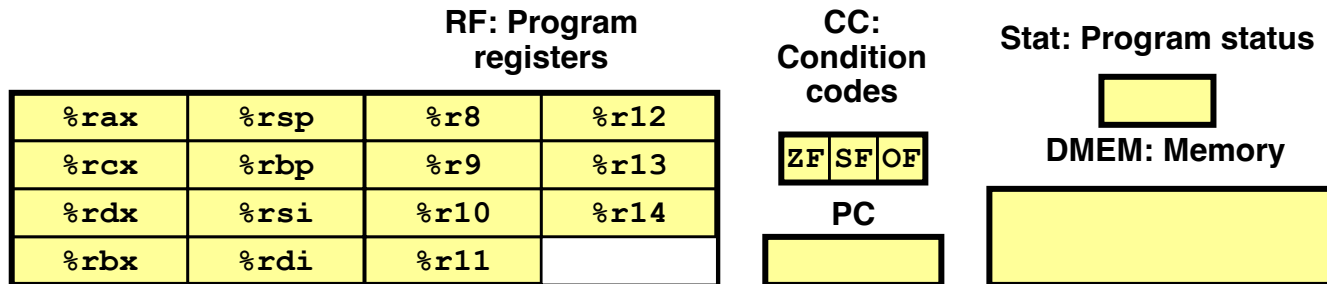 RF: Program
registers
CC:
Condition
codes
Stat: Program status
%rax %rsp %r8 %r12
%rcx %rbp %r9 %r13
%rdx %rsi %r10 %r14
%rbx %rdi %r11
ZF SF OF
PC
DMEM: Memory